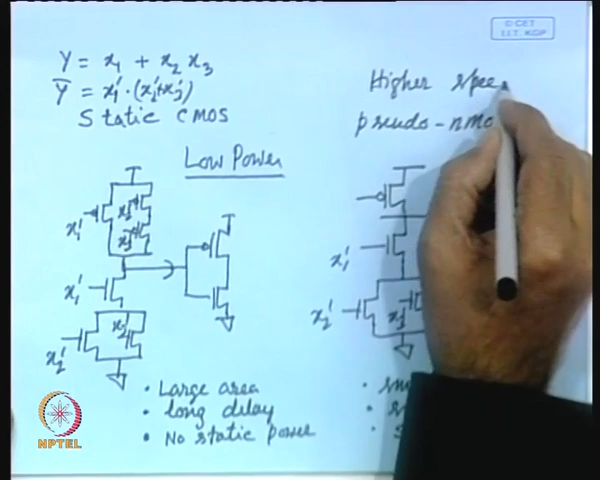 © CET
I.I.T. KGP
Y = x₁ + x₂ x₃
Y̅ = x₁'·(x₂'+x₃')
Static CMOS
Low Power
x₁'
x₂'
x₃'
x₁'
x₂'
x₃'
· Large area
· long delay
· No static power
Higher spee
pseudo-nMO
x₁'
x₂'
x₃'
NPTEL